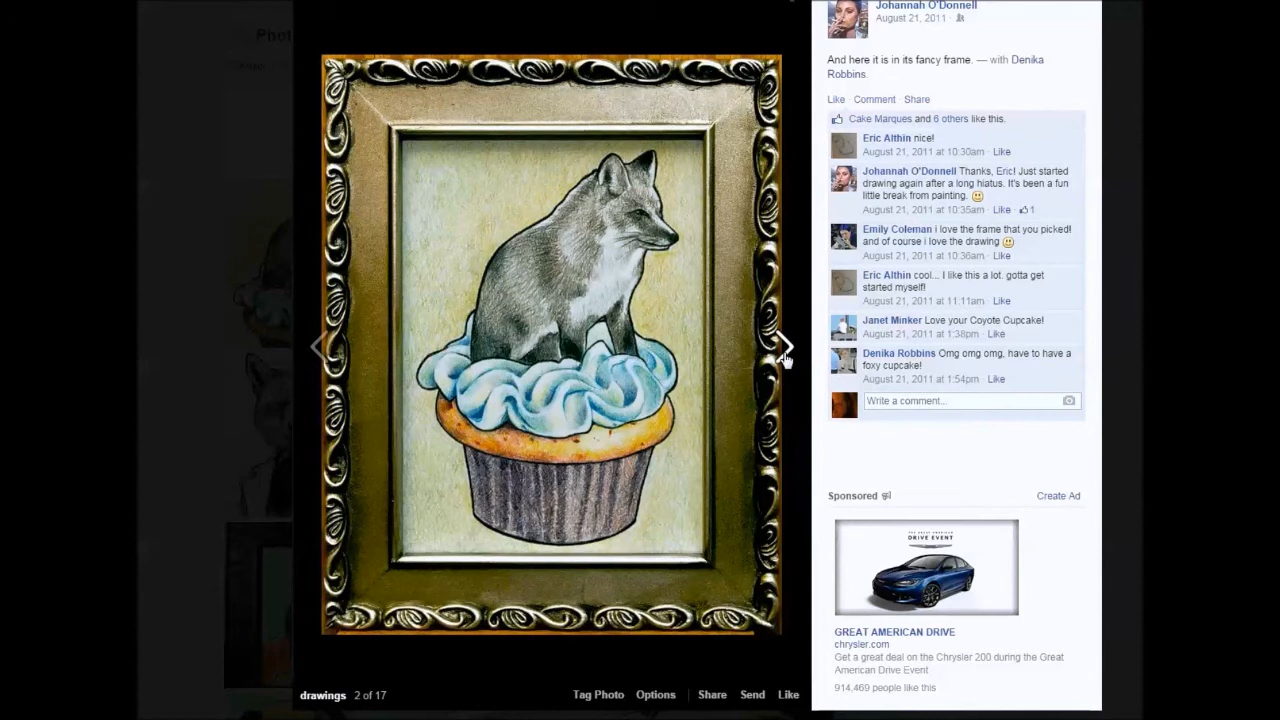 Johannah O'Donnell
August 21, 2011
And here it is in its fancy frame. — with Denika
Robbins.
Like · Comment · Share
Cake Marques and 6 others like this.
Eric Althin nice!
August 21, 2011 at 10:30am · Like
Johannah O'Donnell Thanks, Eric! Just started
drawing again after a long hiatus. It's been a fun
little break from painting.
August 21, 2011 at 10:35am · Like · 1
Emily Coleman i love the frame that you picked!
and of course i love the drawing
August 21, 2011 at 10:36am · Like
Eric Althin cool... I like this a lot. gotta get
started myself!
August 21, 2011 at 11:11am · Like
Janet Minker Love your Coyote Cupcake!
August 21, 2011 at 1:38pm · Like
Denika Robbins Omg omg omg, have to have a
foxy cupcake!
August 21, 2011 at 1:54pm · Like
Write a comment...
Sponsored
Create Ad
DRIVE EVENT
GREAT AMERICAN DRIVE
chrysler.com
Get a great deal on the Chrysler 200 during the Great
American Drive Event
914,469 people like this
drawings 2 of 17
Tag Photo Options Share Send Like